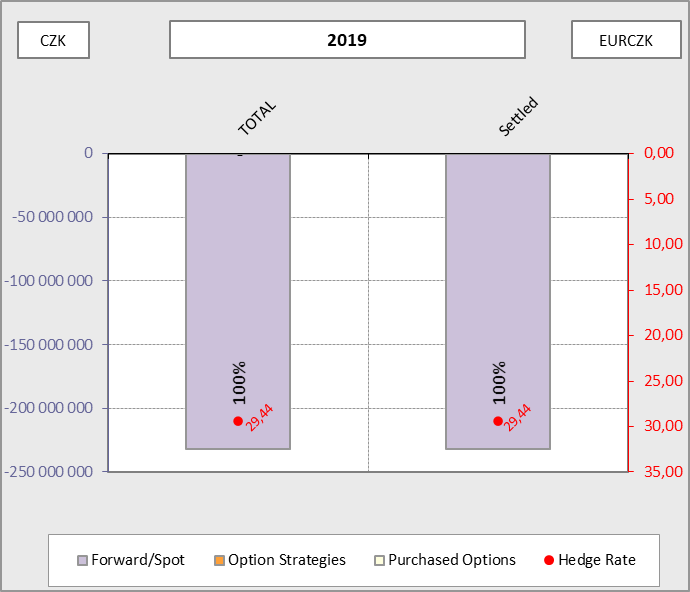 CZK
2019
EURCZK
TOTAL
Settled
0
-50 000 000
-100 000 000
-150 000 000
-200 000 000
-250 000 000
0,00
5,00
10,00
15,00
20,00
25,00
30,00
35,00
-
100%
29,44
100%
29,44
Forward/Spot
Option Strategies
Purchased Options
Hedge Rate